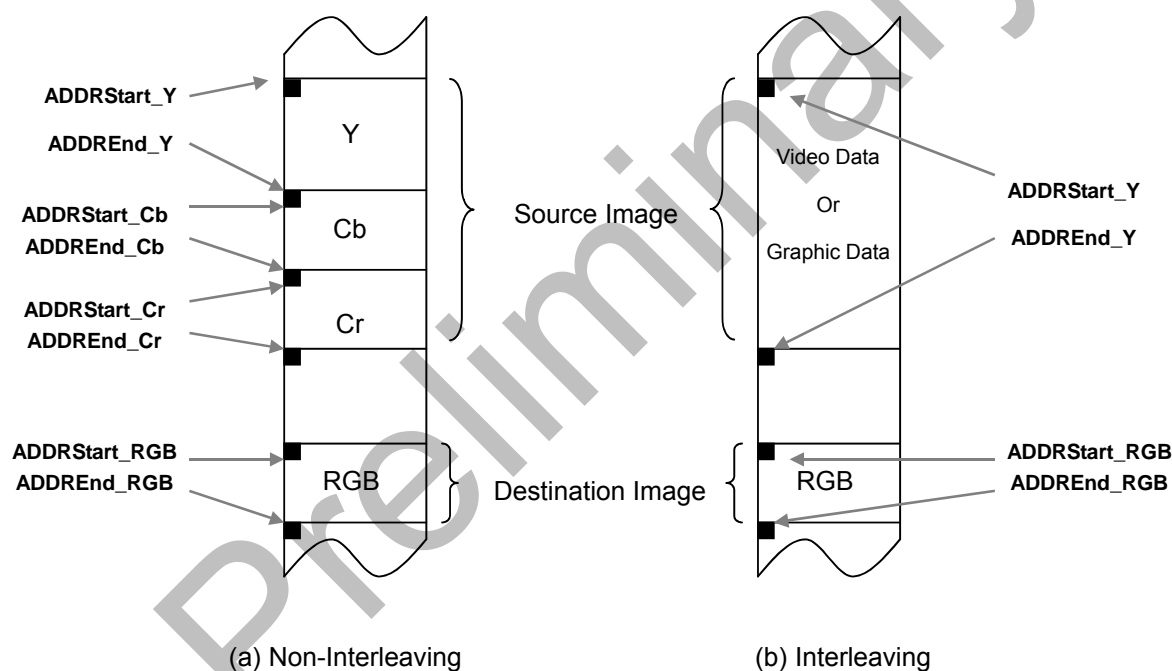 Preliminary
ADDRStart_Y
ADDREnd_Y
ADDRStart_Cb
ADDREnd_Cb
ADDRStart_Cr
ADDREnd_Cr
ADDRStart_RGB
ADDREnd_RGB
Y
Cb
Cr
RGB
Source Image
Destination Image
Video Data
Or
Graphic Data
RGB
ADDRStart_Y
ADDREnd_Y
ADDRStart_RGB
ADDREnd_RGB
(a) Non-Interleaving
(b) Interleaving